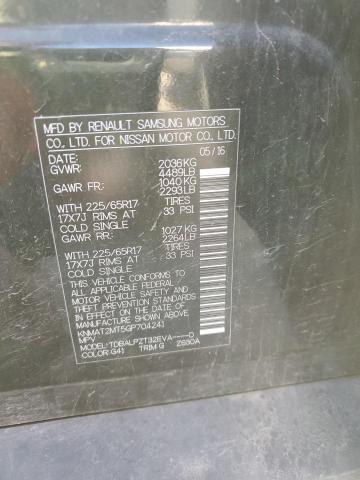 MFD BY RENAULT SAMSUNG MOTORS
CO., LTD. FOR NISSAN MOTOR CO., LTD.
DATE: 05/16
GVWR: 2036KG
4489LB
GAWR FR: 1040KG
2293LB
WITH 225/65R17 TIRES
17X7J RIMS AT 33 PSI
COLD SINGLE
GAWR RR: 1027KG
2264LB
WITH 225/65R17 TIRES
17X7J RIMS AT 33 PSI
COLD SINGLE
THIS VEHICLE CONFORMS TO ALL
APPLICABLE FEDERAL MOTOR
VEHICLE SAFETY, BUMPER, AND
THEFT PREVENTION STANDARDS
IN EFFECT ON THE DATE OF
MANUFACTURE SHOWN ABOVE.
KNMAT2MT5GP704241
MPV
MODEL: TDBALPZT32EVA-----D
COLOR: G41 TRIM: G Z690A